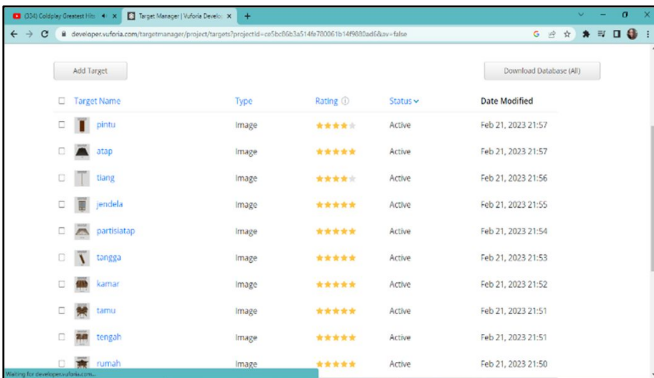 (334) Coldplay Greatest Hits
Target Manager | Vuforia Develop
developer.vuforia.com/targetmanager/project/targets?projectId=ce5bc86b3a514fe780061b14f9880ad6&av=false
Add Target
Download Database (All)
Target Name Type Rating Status Date Modified
pintu Image Active Feb 21, 2023 21:57
atap Image Active Feb 21, 2023 21:57
tiang Image Active Feb 21, 2023 21:56
jendela Image Active Feb 21, 2023 21:55
partisiatap Image Active Feb 21, 2023 21:54
tangga Image Active Feb 21, 2023 21:53
kamar Image Active Feb 21, 2023 21:52
tamu Image Active Feb 21, 2023 21:51
tengah Image Active Feb 21, 2023 21:51
rumah Image Active Feb 21, 2023 21:50
Waiting for developer.vuforia.com...